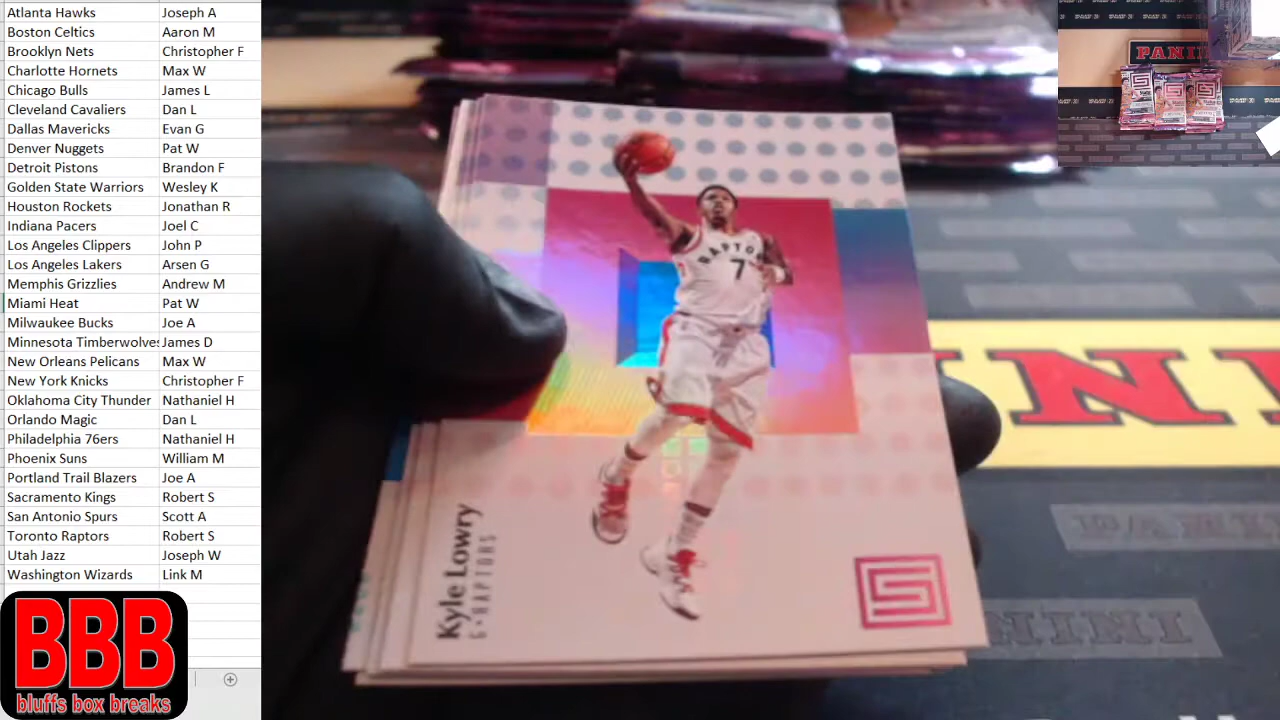 Atlanta Hawks Joseph A
Boston Celtics Aaron M
Brooklyn Nets Christopher F
Charlotte Hornets Max W
Chicago Bulls James L
Cleveland Cavaliers Dan L
Dallas Mavericks Evan G
Denver Nuggets Pat W
Detroit Pistons Brandon F
Golden State Warriors Wesley K
Houston Rockets Jonathan R
Indiana Pacers Joel C
Los Angeles Clippers John P
Los Angeles Lakers Arsen G
Memphis Grizzlies Andrew M
Miami Heat Pat W
Milwaukee Bucks Joe A
Minnesota Timberwolves James D
New Orleans Pelicans Max W
New York Knicks Christopher F
Oklahoma City Thunder Nathaniel H
Orlando Magic Dan L
Philadelphia 76ers Nathaniel H
Phoenix Suns William M
Portland Trail Blazers Joe A
Sacramento Kings Robert S
San Antonio Spurs Scott A
Toronto Raptors Robert S
Utah Jazz Joseph W
Washington Wizards Link M
BBB
bluffs box breaks
RAPTO
7
Kyle Lowry
G•RAPTORS
PANINI
INI
PANINI
NINI